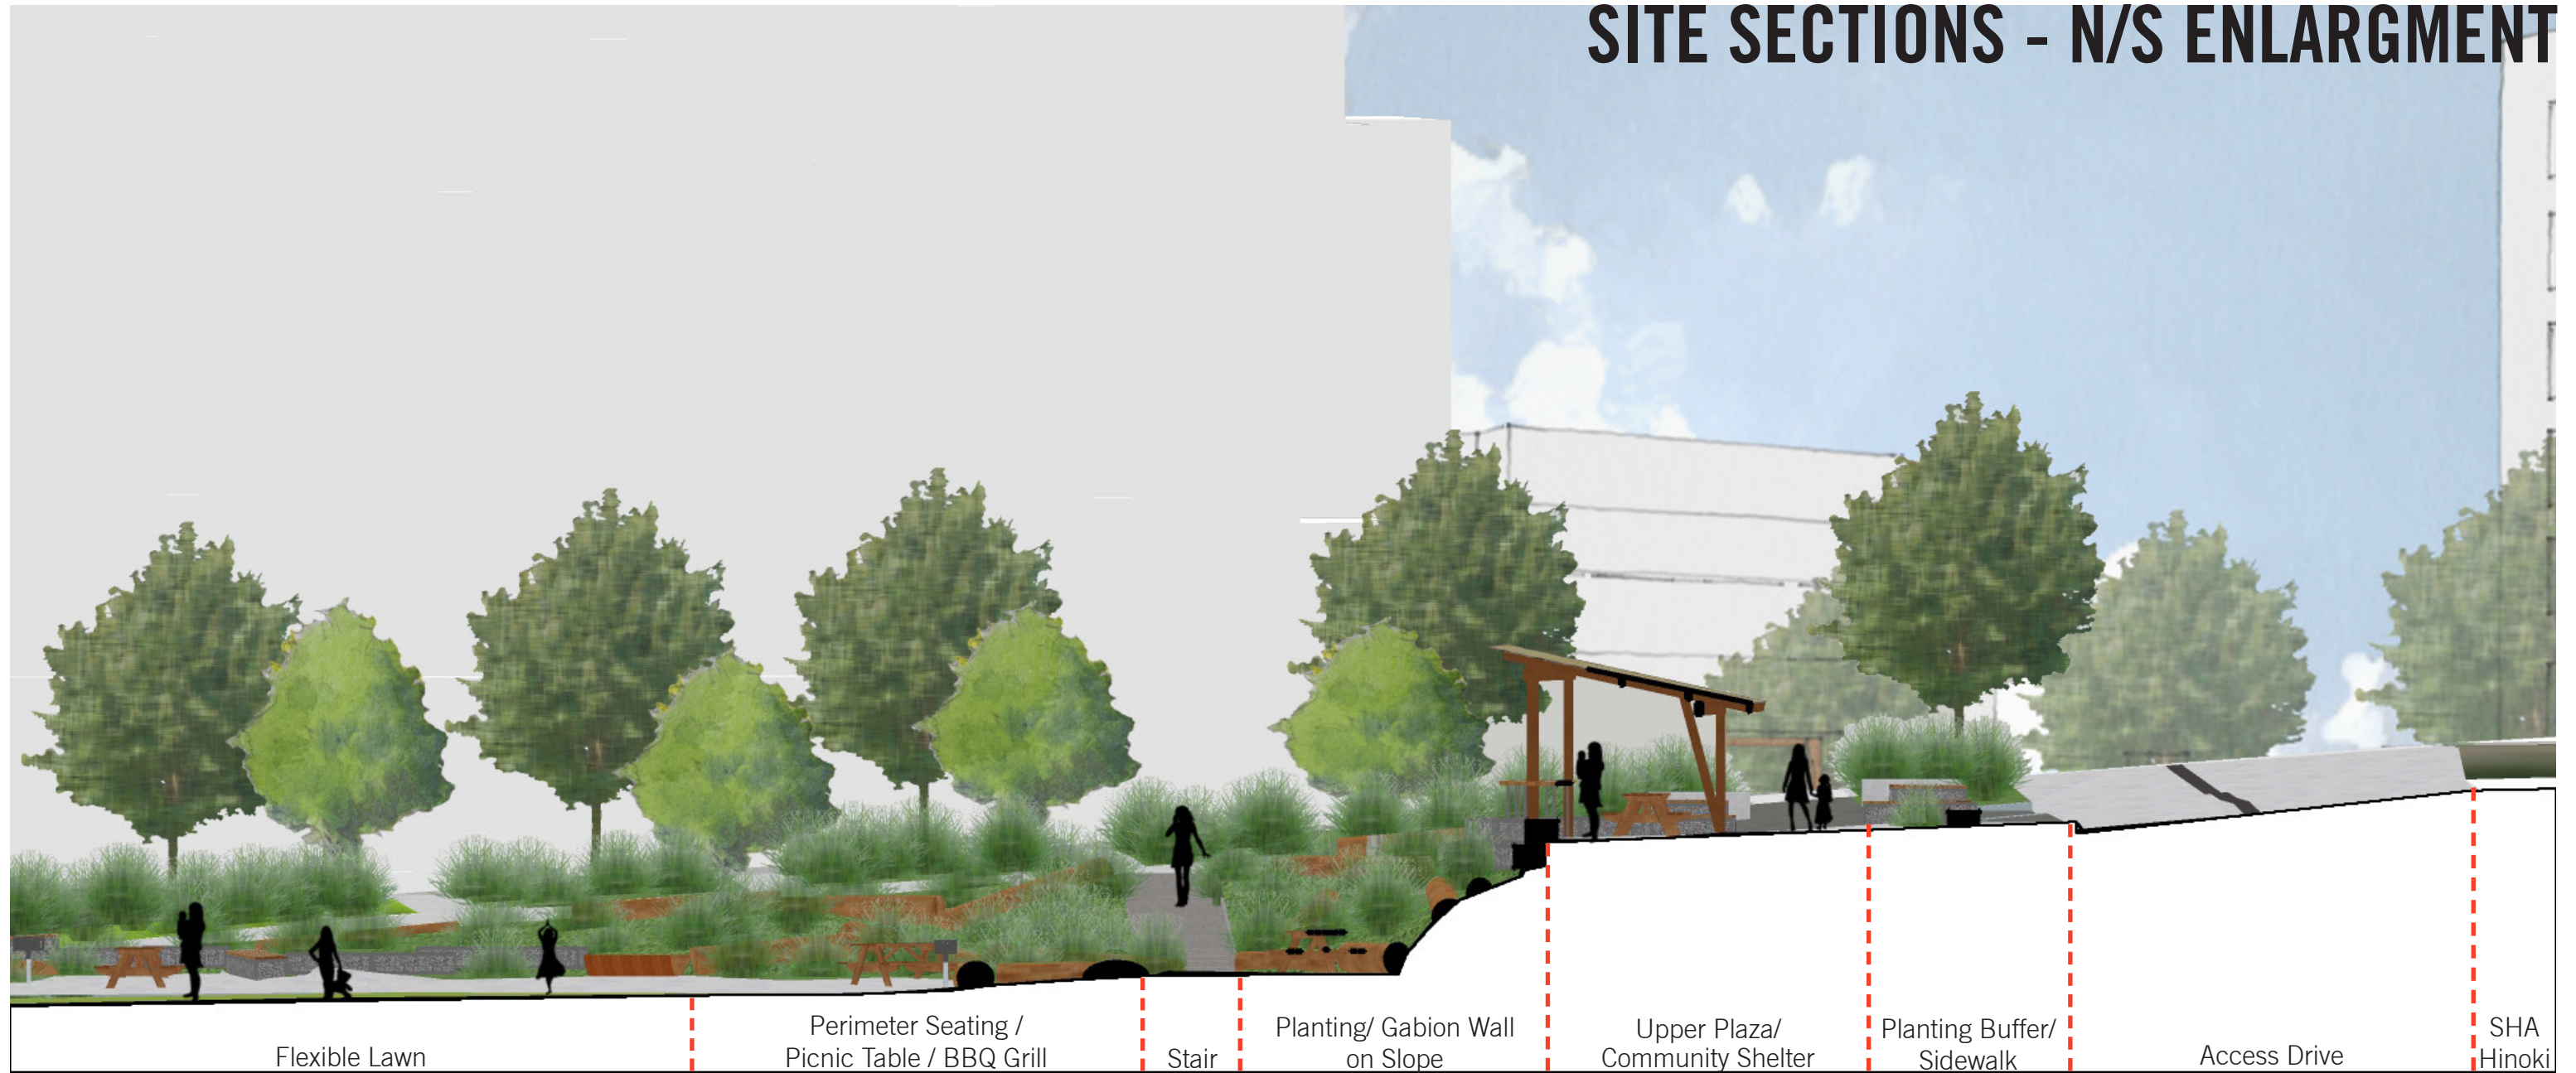 SITE SECTIONS - N/S ENLARGMENT
Flexible Lawn
Perimeter Seating /
Picnic Table / BBQ Grill
Stair
Planting/ Gabion Wall
on Slope
Upper Plaza/
Community Shelter
Planting Buffer/
Sidewalk
Access Drive
SHA
Hinoki